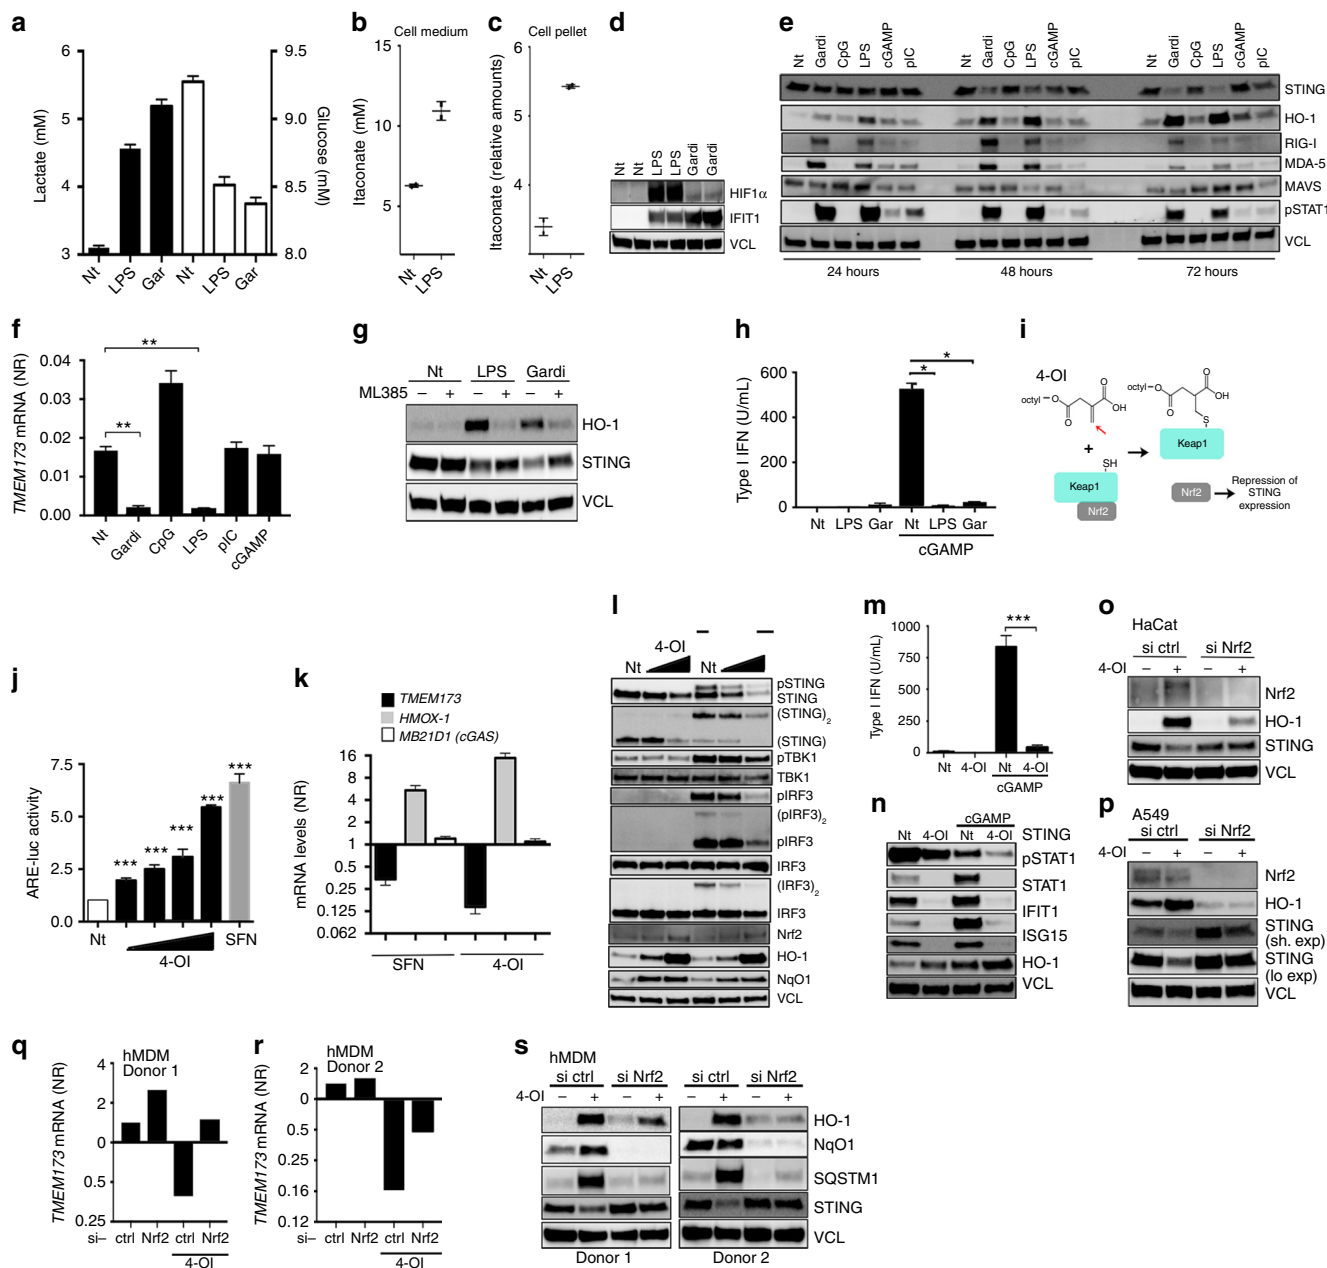 a
6
5
4
3
Lactate (mM)
9.5
9.0
8.5
8.0
Glucose (mM)
Nt LPS Gar Nt LPS Gar
b
Cell medium
15
10
5
Itaconate (mM)
Nt LPS
c
Cell pellet
6
4
Itaconate (relative amounts)
Nt LPS
d
Nt Nt LPS LPS Gardi Gardi
HIF1α
IFIT1
VCL
e
Nt Gardi CpG LPS cGAMP pIC Nt Gardi CpG LPS cGAMP pIC Nt Gardi CpG LPS cGAMP pIC
STING
HO-1
RIG-I
MDA-5
MAVS
pSTAT1
VCL
24 hours 48 hours 72 hours
f
TMEM173 mRNA (NR)
0.04
0.03
0.02
0.01
0.00
**
**
Nt Gardi CpG LPS pIC cGAMP
g
Nt LPS Gardi
ML385 – + – + – +
HO-1
STING
VCL
h
Type I IFN (U/mL)
600
400
200
0
*
*
Nt LPS Gar Nt LPS Gar
cGAMP
i
4-OI
octyl O O O OH
octyl O O O OH
S
+
SH
Keap1
Nrf2
Keap1
Nrf2
Repression of
STING
expression
j
ARE-luc activity
7.5
5.0
2.5
0.0
*** *** *** *** ***
Nt 4-OI SFN
k
TMEM173
HMOX-1
MB21D1 (cGAS)
mRNA levels (NR)
16
8
4
2
1
0.5
0.25
0.125
0.062
SFN 4-OI
l
4-OI
Nt Nt
pSTING
STING
(STING)2
(STING)
pTBK1
TBK1
pIRF3
(pIRF3)2
pIRF3
IRF3
(IRF3)2
IRF3
Nrf2
HO-1
NqO1
VCL
m
Type I IFN (U/mL)
1000
750
500
250
0
***
Nt 4-OI Nt 4-OI
cGAMP
n
cGAMP
Nt 4-OI Nt 4-OI
STING
pSTAT1
STAT1
IFIT1
ISG15
HO-1
VCL
o
HaCat
si ctrl si Nrf2
4-OI – + – +
Nrf2
HO-1
STING
VCL
p
A549
si ctrl si Nrf2
4-OI – + – +
Nrf2
HO-1
STING
(sh. exp)
STING
(lo exp)
VCL
q
hMDM
Donor 1
TMEM173 mRNA (NR)
4
2
0
0.5
0.25
si– ctrl Nrf2 ctrl Nrf2
4-OI
r
hMDM
Donor 2
TMEM173 mRNA (NR)
2
0
0.5
0.25
0.16
0.12
si– ctrl Nrf2 ctrl Nrf2
4-OI
s
hMDM
si ctrl si Nrf2 si ctrl si Nrf2
4-OI – + – + – + – +
HO-1
NqO1
SQSTM1
STING
VCL
Donor 1 Donor 2